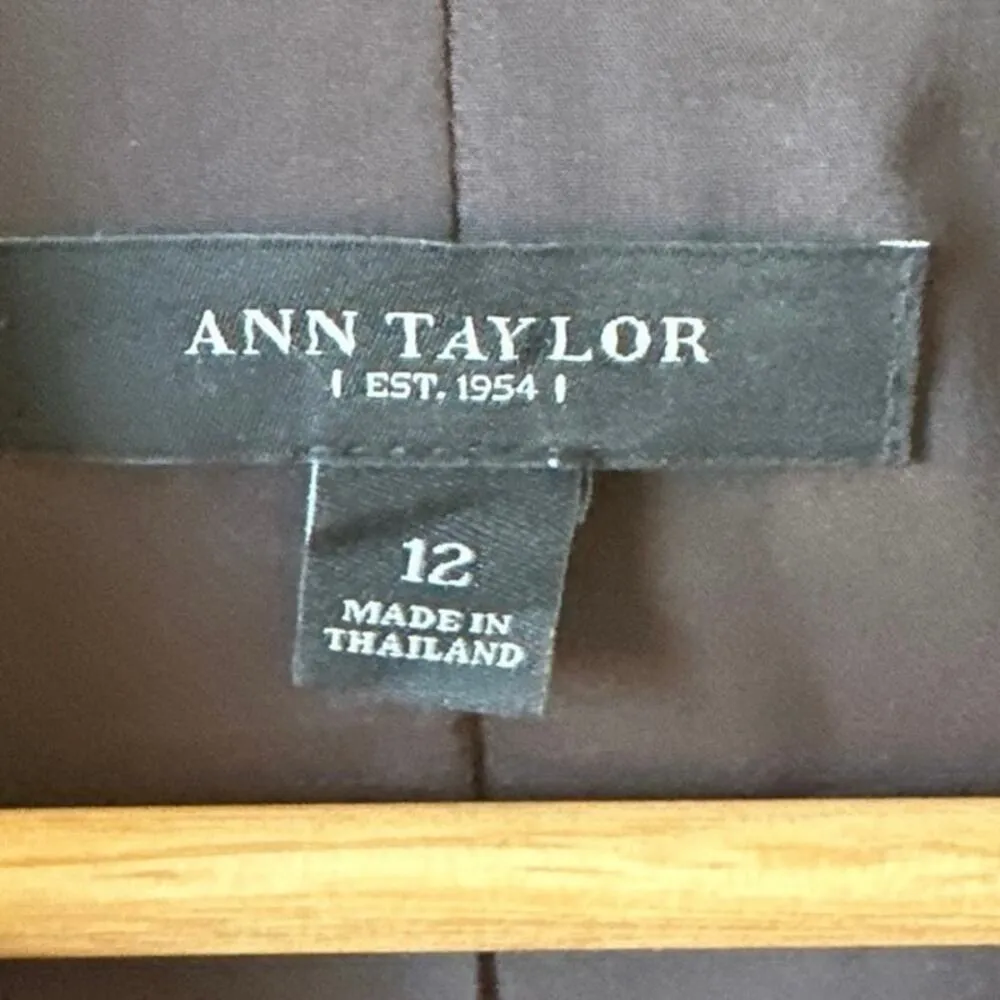 ANN TAYLOR
| EST. 1954 |
12
MADE IN
THAILAND